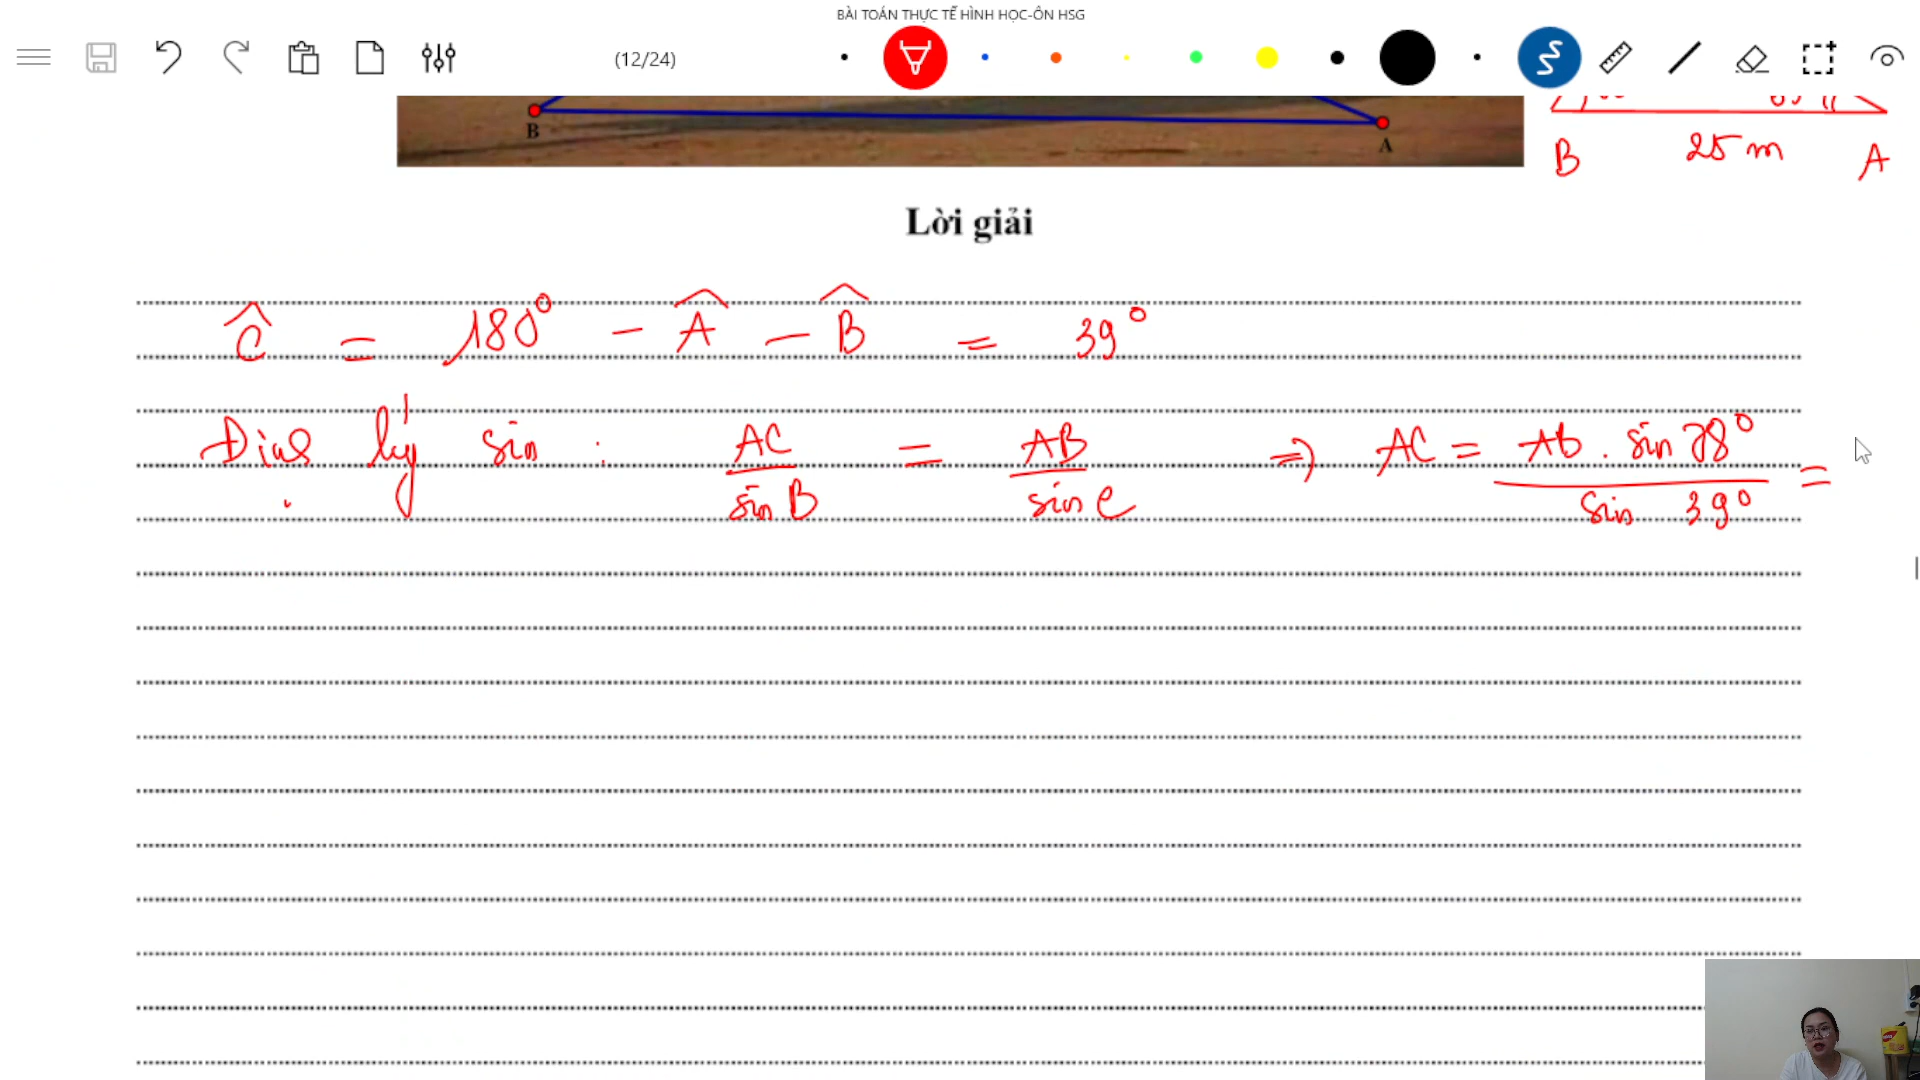 BÀI TOÁN THỰC TẾ HÌNH HỌC-ÔN HSG
(12/24)
B
A
B 25 m A
Lời giải
Ĉ = 180° - Â - B̂ = 39°
Định lý sin : AC/sin B = AB/sin C => AC = AB . sin 78°/sin 39° =